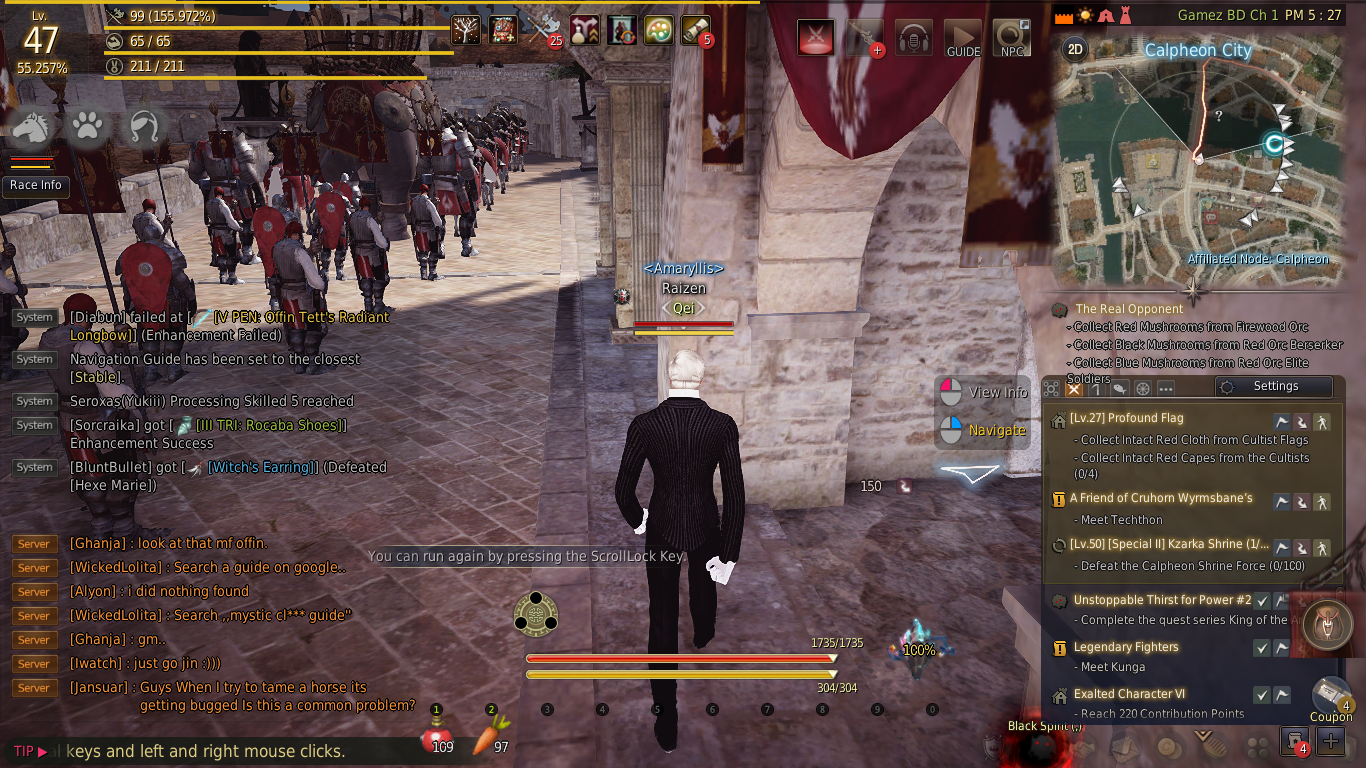 Lv.
47
55.257%
99 (155.972%)
65 / 65
211 / 211
25
5
GUIDE
NPC
Gamez BD Ch 1 PM 5 : 27
2D
Calpheon City
?
Affiliated Node: Calpheon
Race Info
<Amaryllis>
Raizen
Qei
System [Diabun] failed at [ [V PEN: Offin Tett's Radiant
Longbow]] (Enhancement Failed)
System Navigation Guide has been set to the closest
[Stable].
System Seroxas(Yukiii) Processing Skilled 5 reached
System [Sorcraika] got [ [III TRI: Rocaba Shoes]]
Enhancement Success
System [BluntBullet] got [ [Witch's Earring]] (Defeated
[Hexe Marie])
Server [Ghanja] : look at that mf offin.
Server [WickedLolita] : Search a guide on google..
Server [Alyon] : i did nothing found
Server [WickedLolita] : Search ,,mystic cl*** guide"
Server [Ghanja] : gm..
Server [Iwatch] : just go jin :)))
Server [Jansuar] : Guys When I try to tame a horse its
getting bugged Is this a common problem?
TIP keys and left and right mouse clicks.
You can run again by pressing the ScrollLock Key.
View Info
Navigate
150
1735/1735
304/304
100%
1 2 3 4 5 6 7 8 9 0
109
97
The Real Opponent
- Collect Red Mushrooms from Firewood Orc
- Collect Black Mushrooms from Red Orc Berserker
- Collect Blue Mushrooms from Red Orc Elite
Soldiers
Settings
[Lv.27] Profound Flag
- Collect Intact Red Cloth from Cultist Flags
- Collect Intact Red Capes from the Cultists
(0/4)
A Friend of Cruhorn Wyrmsbane's
- Meet Techthon
[Lv.50] [Special II] Kzarka Shrine (1/...
- Defeat the Calpheon Shrine Force (0/100)
Unstoppable Thirst for Power #2
- Complete the quest series King of the
Legendary Fighters
- Meet Kunga
Exalted Character VI
- Reach 220 Contribution Points
4
Coupon
Black Spirit (,)
4